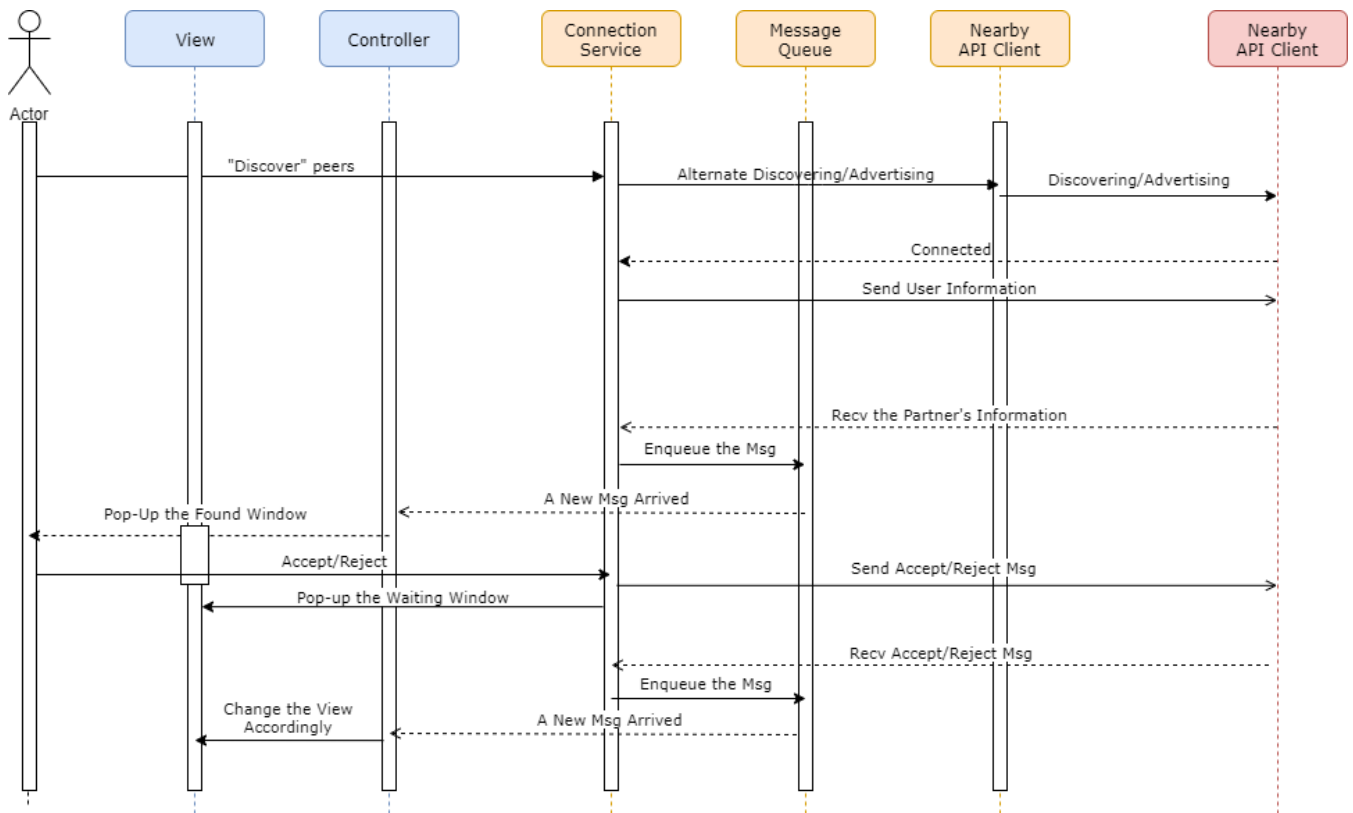 View
Controller
Connection
Service
Message
Queue
Nearby
API Client
Nearby
API Client
Actor
"Discover" peers
Alternate Discovering/Advertising
Discovering/Advertising
Connected
Send User Information
Recv the Partner's Information
Enqueue the Msg
A New Msg Arrived
Pop-Up the Found Window
Accept/Reject
Send Accept/Reject Msg
Pop-up the Waiting Window
Recv Accept/Reject Msg
Enqueue the Msg
Change the View
Accordingly
A New Msg Arrived